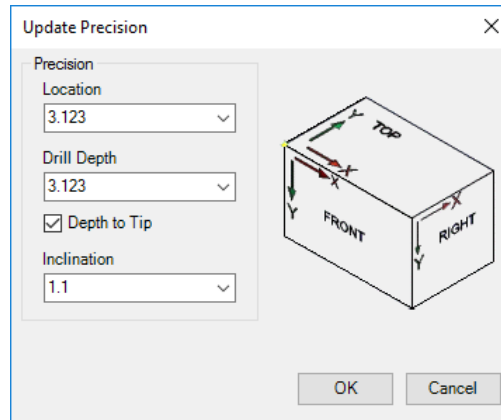 Update Precision
Precision
Location
3.123
Drill Depth
3.123
Depth to Tip
Inclination
1.1
Y
TOP
X
X
Y
FRONT
X
RIGHT
Y
OK
Cancel